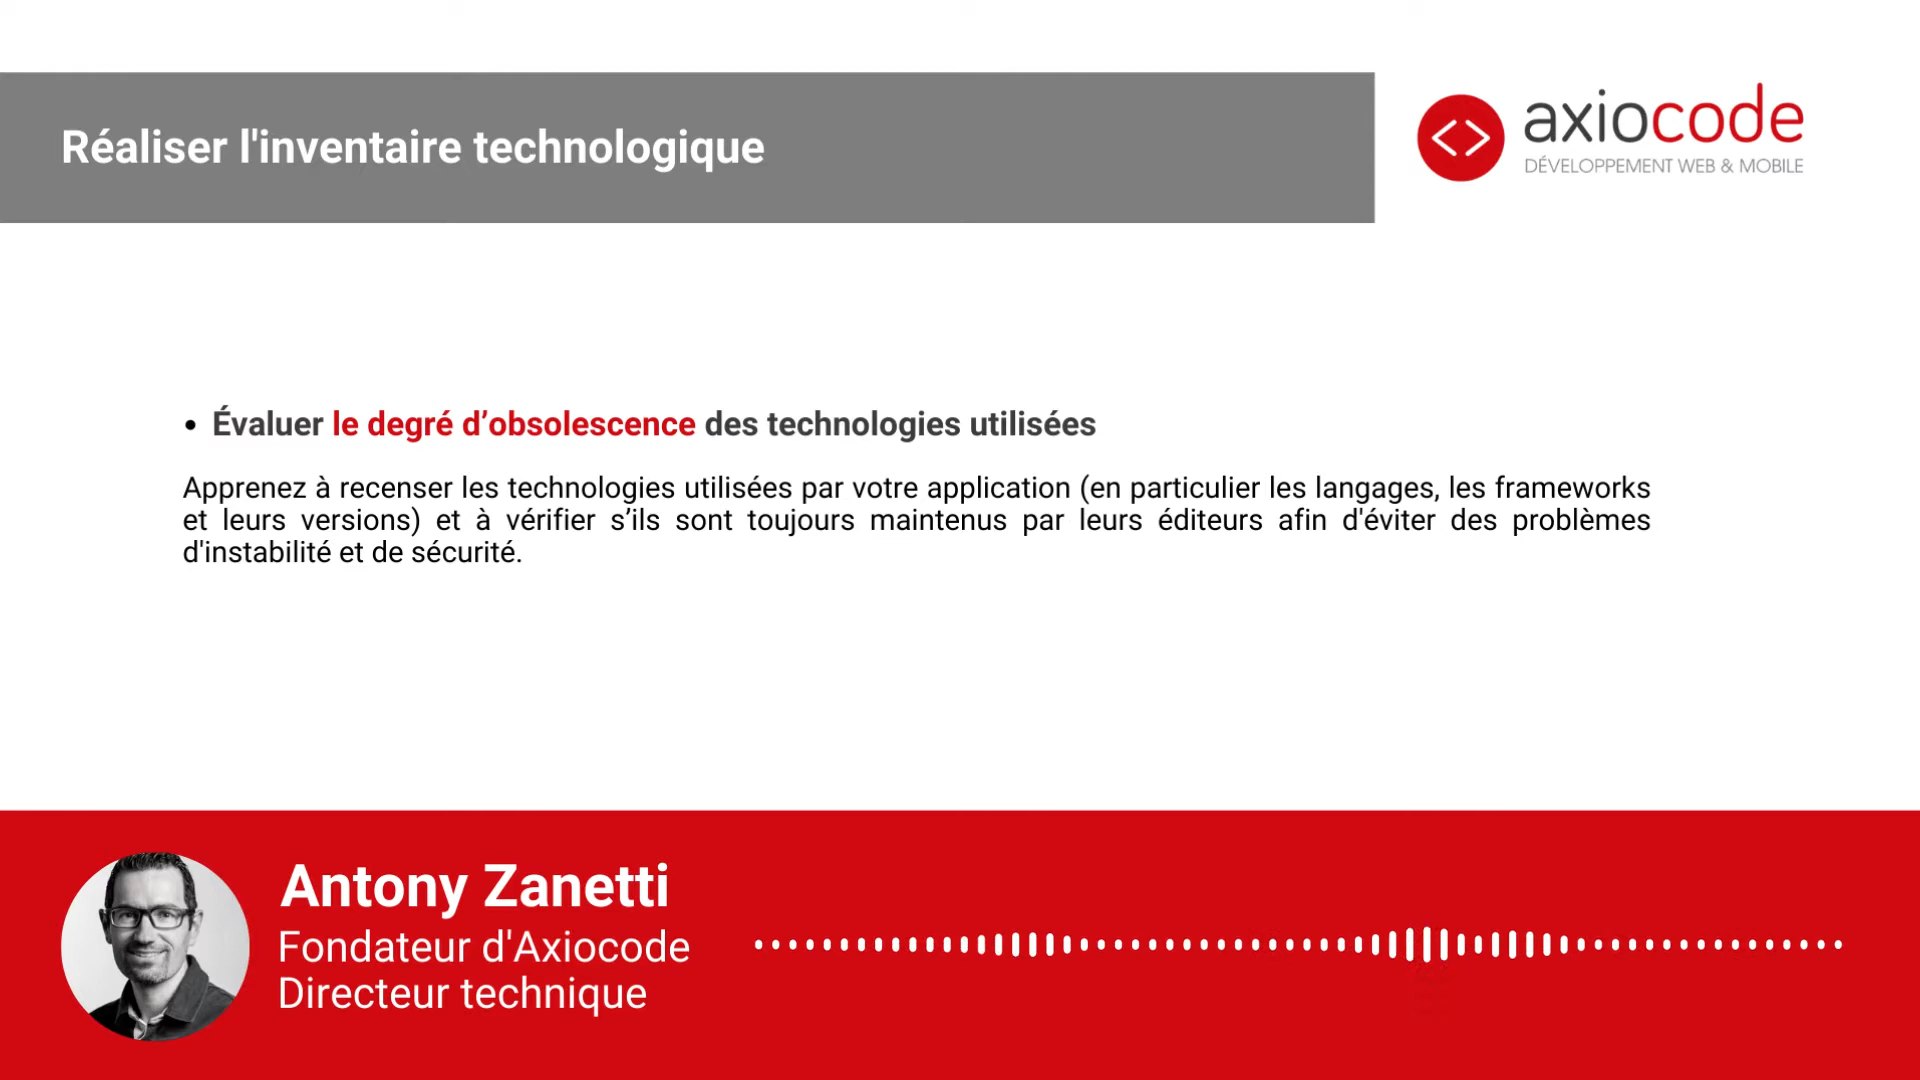 Réaliser l'inventaire technologique
axiocode
DÉVELOPPEMENT WEB & MOBILE
• Évaluer le degré d’obsolescence des technologies utilisées
Apprenez à recenser les technologies utilisées par votre application (en particulier les langages, les frameworks
et leurs versions) et à vérifier s’ils sont toujours maintenus par leurs éditeurs afin d'éviter des problèmes
d'instabilité et de sécurité.
Antony Zanetti
Fondateur d'Axiocode
Directeur technique